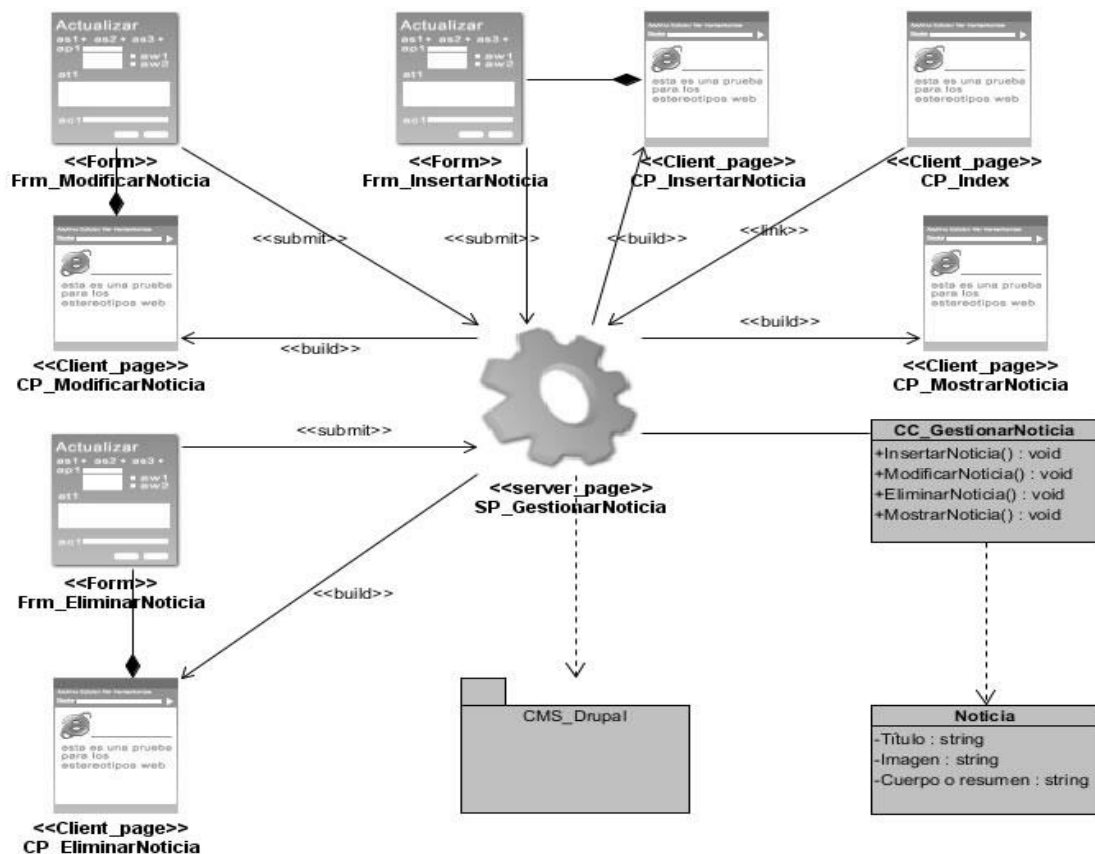 Actualizar
as1+ as2 + as3 +
ap1
aw1
aw2
at1
ac1
<<Form>>
Frm_ModificarNoticia
Actualizar
as1+ as2 + as3 +
ap1
aw1
aw2
at1
ac1
<<Form>>
Frm_InsertarNoticia
esta es una prueba
para los
estereotipos web
<<Client_page>>
CP_InsertarNoticia
esta es una prueba
para los
estereotipos web
<<Client_page>>
CP_Index
<<submit>>
<<submit>>
<<build>>
<<link>>
esta es una prueba
para los
estereotipos web
<<Client_page>>
CP_ModificarNoticia
<<build>>
<<build>>
esta es una prueba
para los
estereotipos web
<<Client_page>>
CP_MostrarNoticia
Actualizar
as1+ as2 + as3 +
ap1
aw1
aw2
at1
ac1
<<Form>>
Frm_EliminarNoticia
<<submit>>
<<server_page>>
SP_GestionarNoticia
CC_GestionarNoticia
+InsertarNoticia() : void
+ModificarNoticia() : void
+EliminarNoticia() : void
+MostrarNoticia() : void
<<build>>
esta es una prueba
para los
estereotipos web
<<Client_page>>
CP_EliminarNoticia
CMS_Drupal
Noticia
-Título : string
-Imagen : string
-Cuerpo o resumen : string